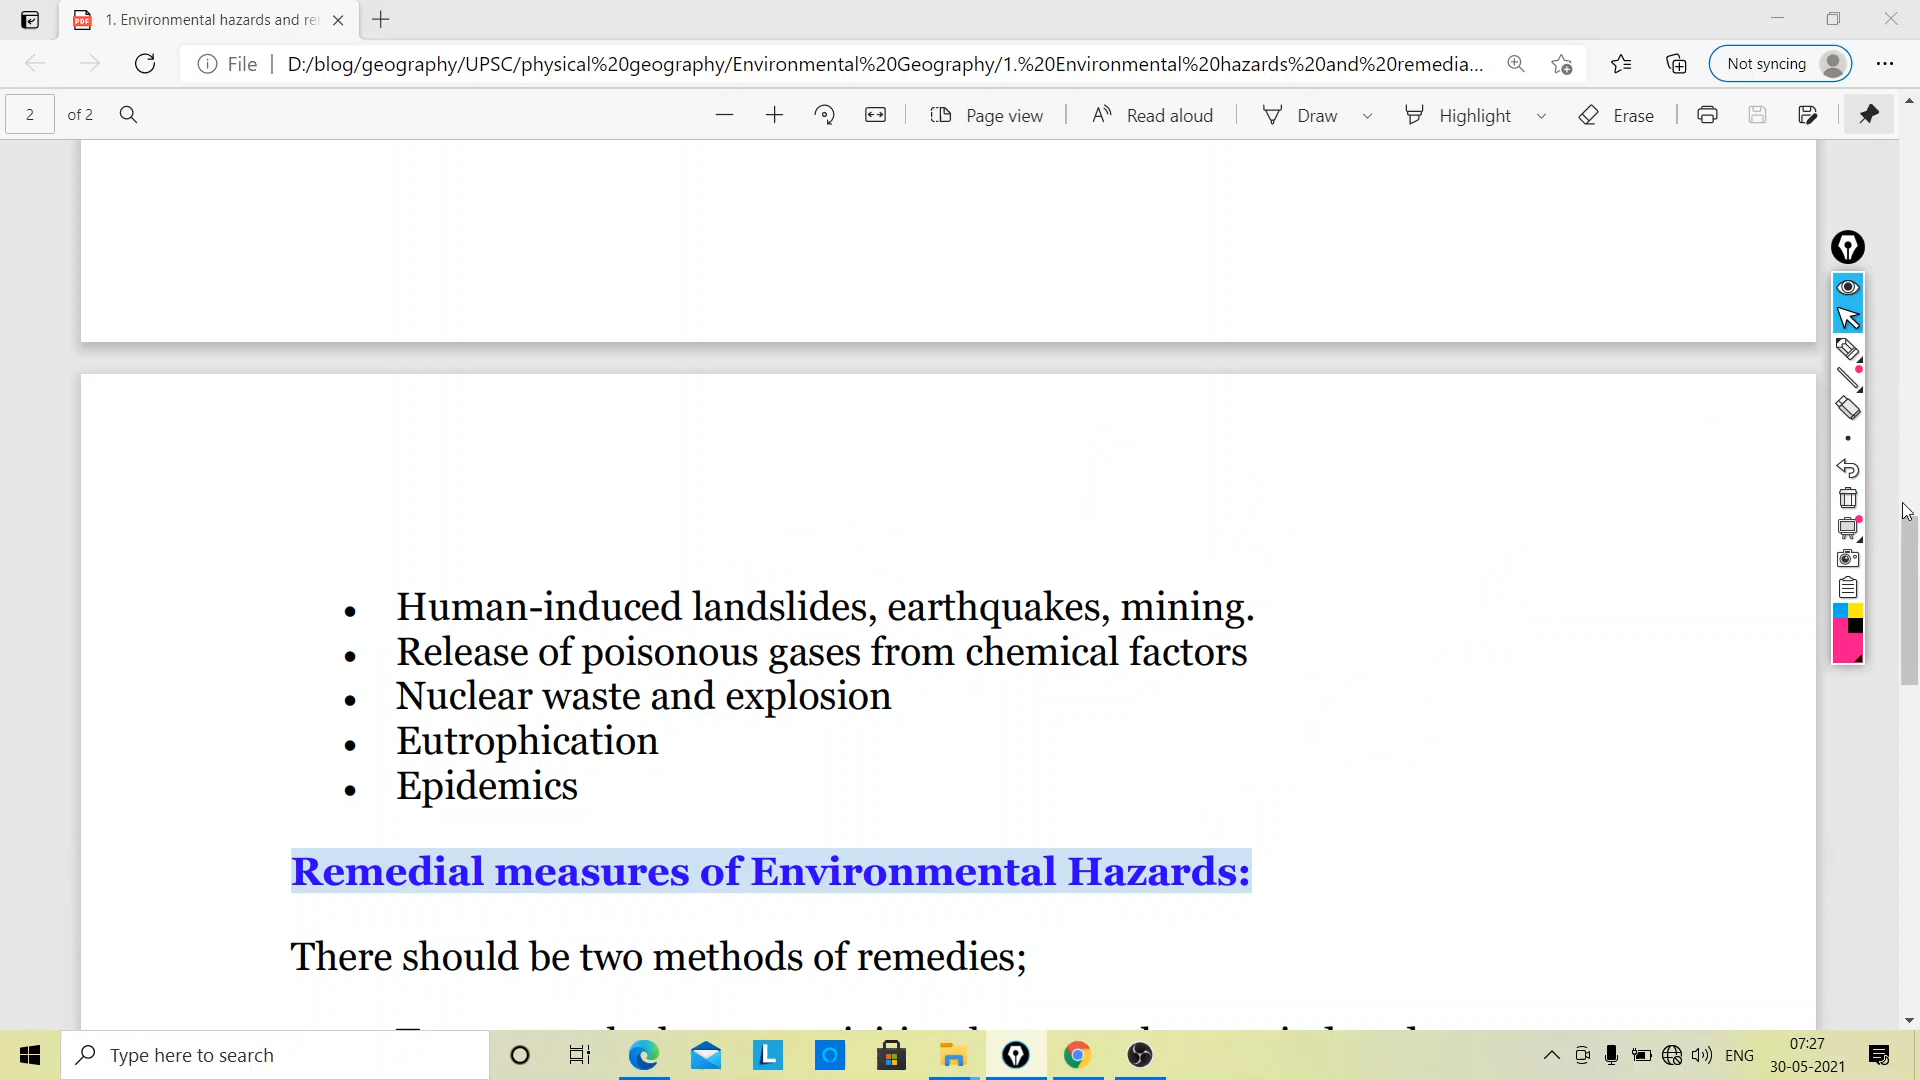 1. Environmental hazards and re
File
D:/blog/geography/UPSC/physical%20geography/Environmental%20Geography/1.%20Environmental%20hazards%20and%20remedia...
Not syncing
2 of 2
Page view
Read aloud
Draw
Highlight
Erase
• Human-induced landslides, earthquakes, mining.
• Release of poisonous gases from chemical factors
• Nuclear waste and explosion
• Eutrophication
• Epidemics
Remedial measures of Environmental Hazards:
There should be two methods of remedies;
Type here to search
ENG
07:27
30-05-2021